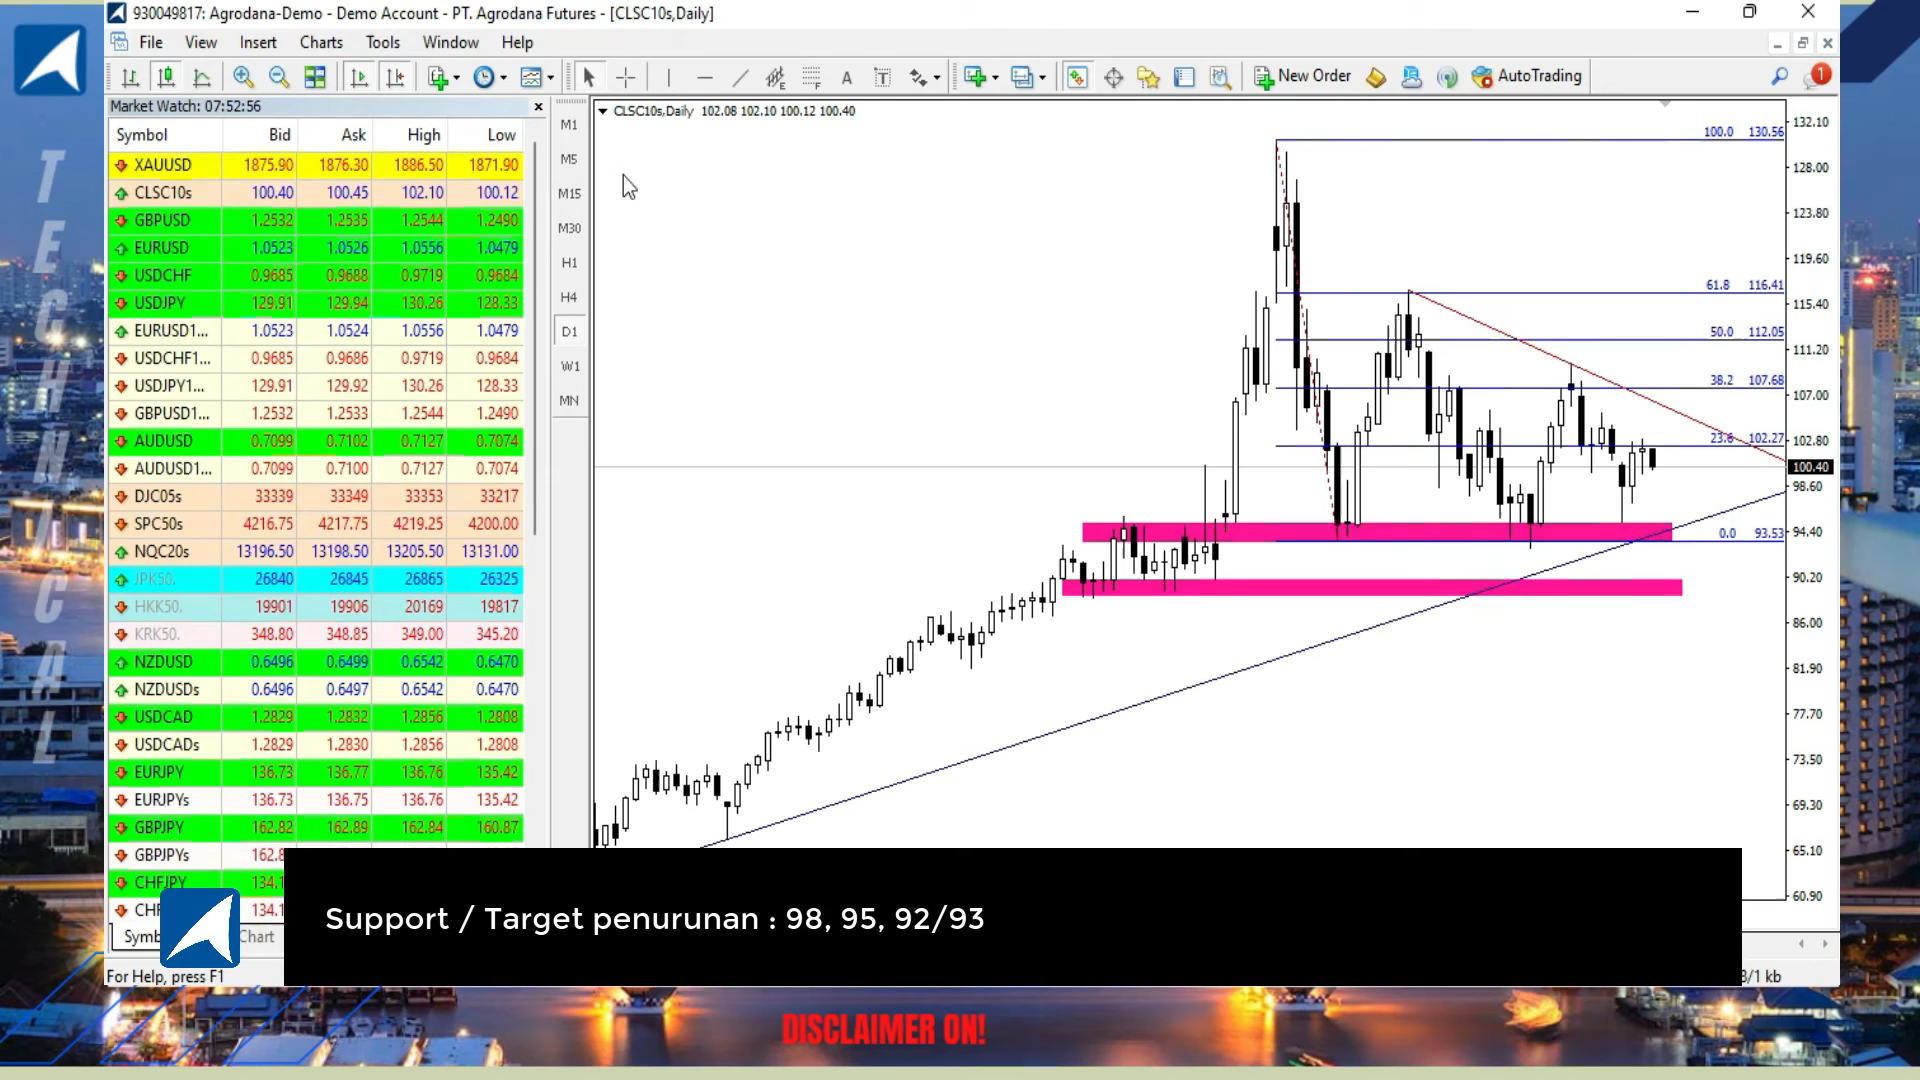 930049817: Agrodana-Demo - Demo Account - PT. Agrodana Futures - [CLSC10s,Daily]
File View Insert Charts Tools Window Help
New Order AutoTrading 1
Market Watch: 07:52:56
Symbol Bid Ask High Low
XAUUSD 1875.90 1876.30 1886.50 1871.90
CLSC10s 100.40 100.45 102.10 100.12
GBPUSD 1.2532 1.2535 1.2544 1.2490
EURUSD 1.0523 1.0526 1.0556 1.0479
USDCHF 0.9685 0.9688 0.9719 0.9684
USDJPY 129.91 129.94 130.26 128.33
EURUSD1... 1.0523 1.0524 1.0556 1.0479
USDCHF1... 0.9685 0.9686 0.9719 0.9684
USDJPY1... 129.91 129.92 130.26 128.33
GBPUSD1... 1.2532 1.2533 1.2544 1.2490
AUDUSD 0.7099 0.7102 0.7127 0.7074
AUDUSD1... 0.7099 0.7100 0.7127 0.7074
DJC05s 33339 33349 33353 33217
SPC50s 4216.75 4217.75 4219.25 4200.00
NQC20s 13196.50 13198.50 13205.50 13131.00
JPK50. 26840 26845 26865 26325
HKK50. 19901 19906 20169 19817
KRK50. 348.80 348.85 349.00 345.20
NZDUSD 0.6496 0.6499 0.6542 0.6470
NZDUSDs 0.6496 0.6497 0.6542 0.6470
USDCAD 1.2829 1.2832 1.2856 1.2808
USDCADs 1.2829 1.2830 1.2856 1.2808
EURJPY 136.73 136.77 136.76 135.42
EURJPYs 136.73 136.75 136.76 135.42
GBPJPY 162.82 162.89 162.84 160.87
GBPJPYs 162.8
CHFJPY 134.1
CHF 134.1
Symb Chart
For Help, press F1
M1
M5
M15
M30
H1
H4
D1
W1
MN
CLSC10s,Daily 102.08 102.10 100.12 100.40
100.0 130.56
61.8 116.41
50.0 112.05
38.2 107.68
23.6 102.27
0.0 93.53
132.10
128.00
123.80
119.60
115.40
111.20
107.00
102.80
100.40
98.60
94.40
90.20
86.00
81.90
77.70
73.50
69.30
65.10
60.90
/1 kb
Support / Target penurunan : 98, 95, 92/93
DISCLAIMER ON!
TECHNICAL